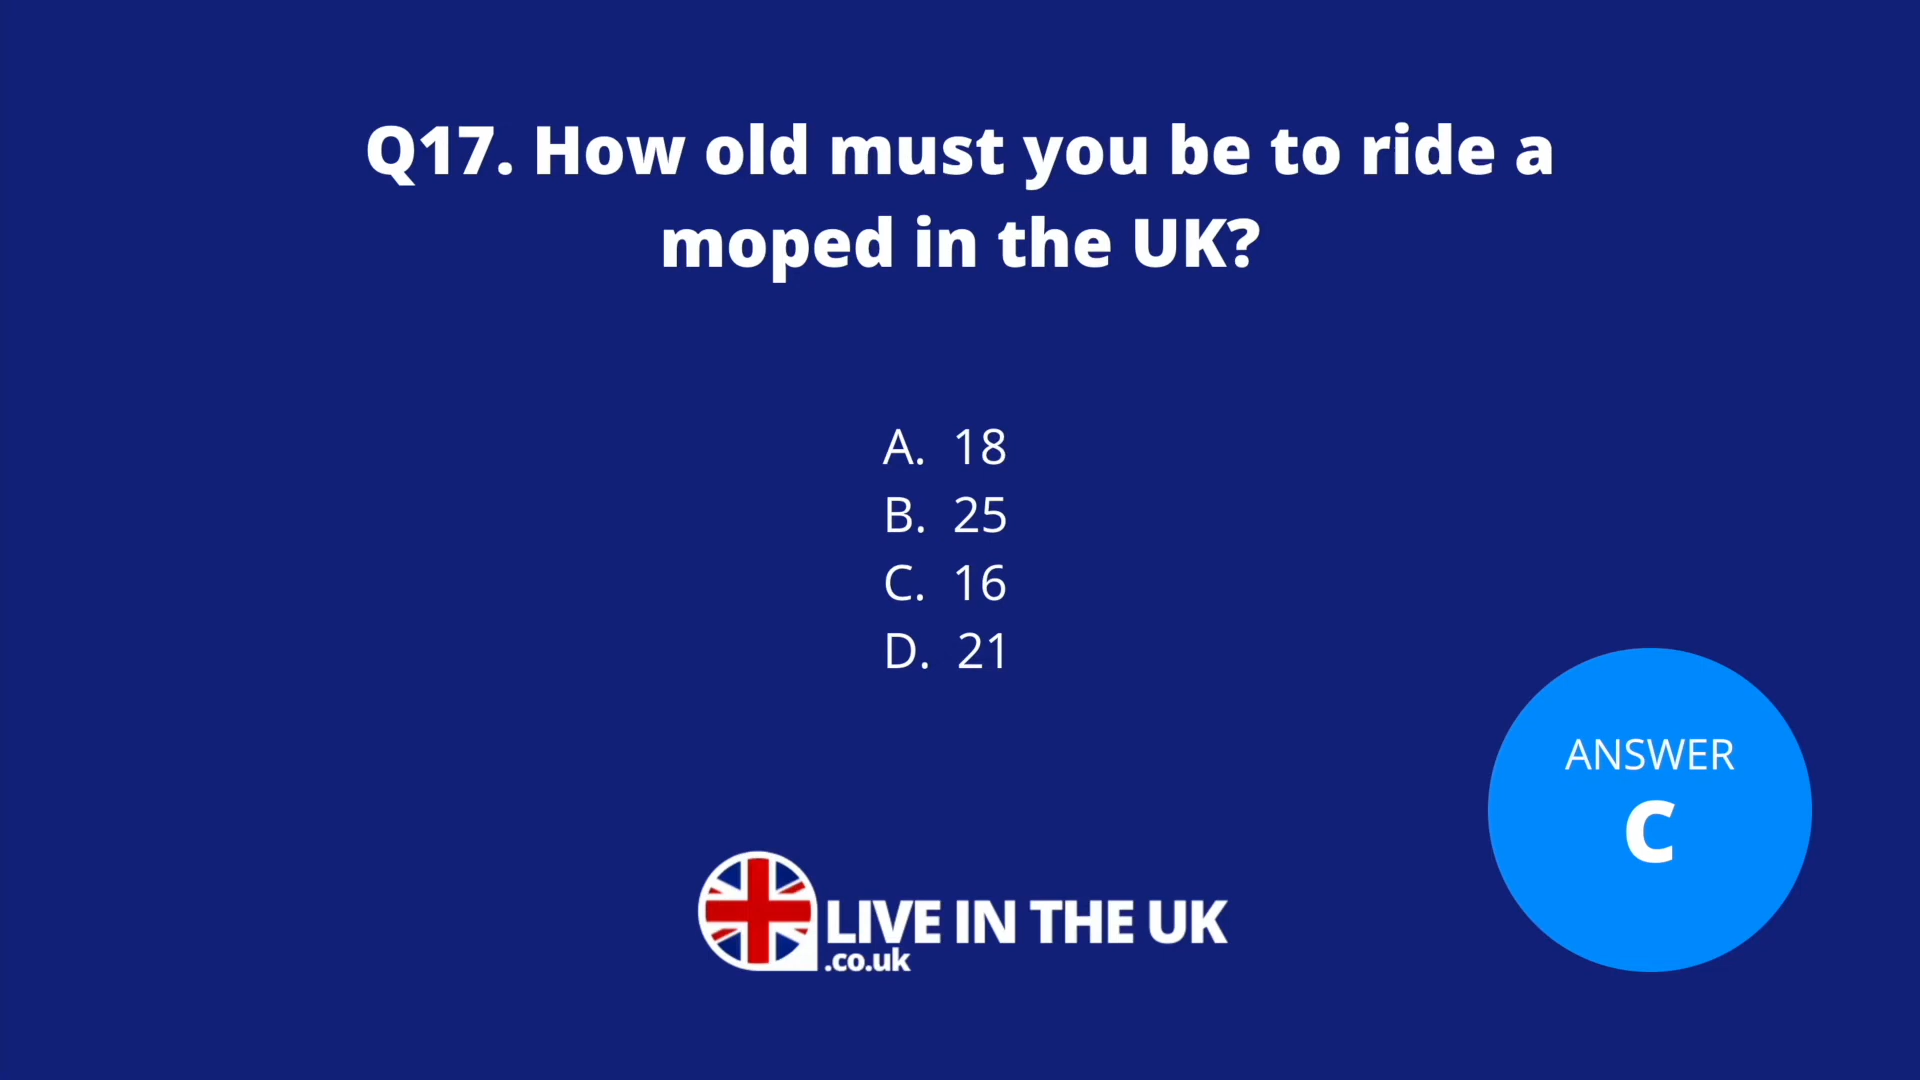 Q17. How old must you be to ride a
moped in the UK?
A. 18
B. 25
C. 16
D. 21
ANSWER
C
LIVE IN THE UK
.co.uk